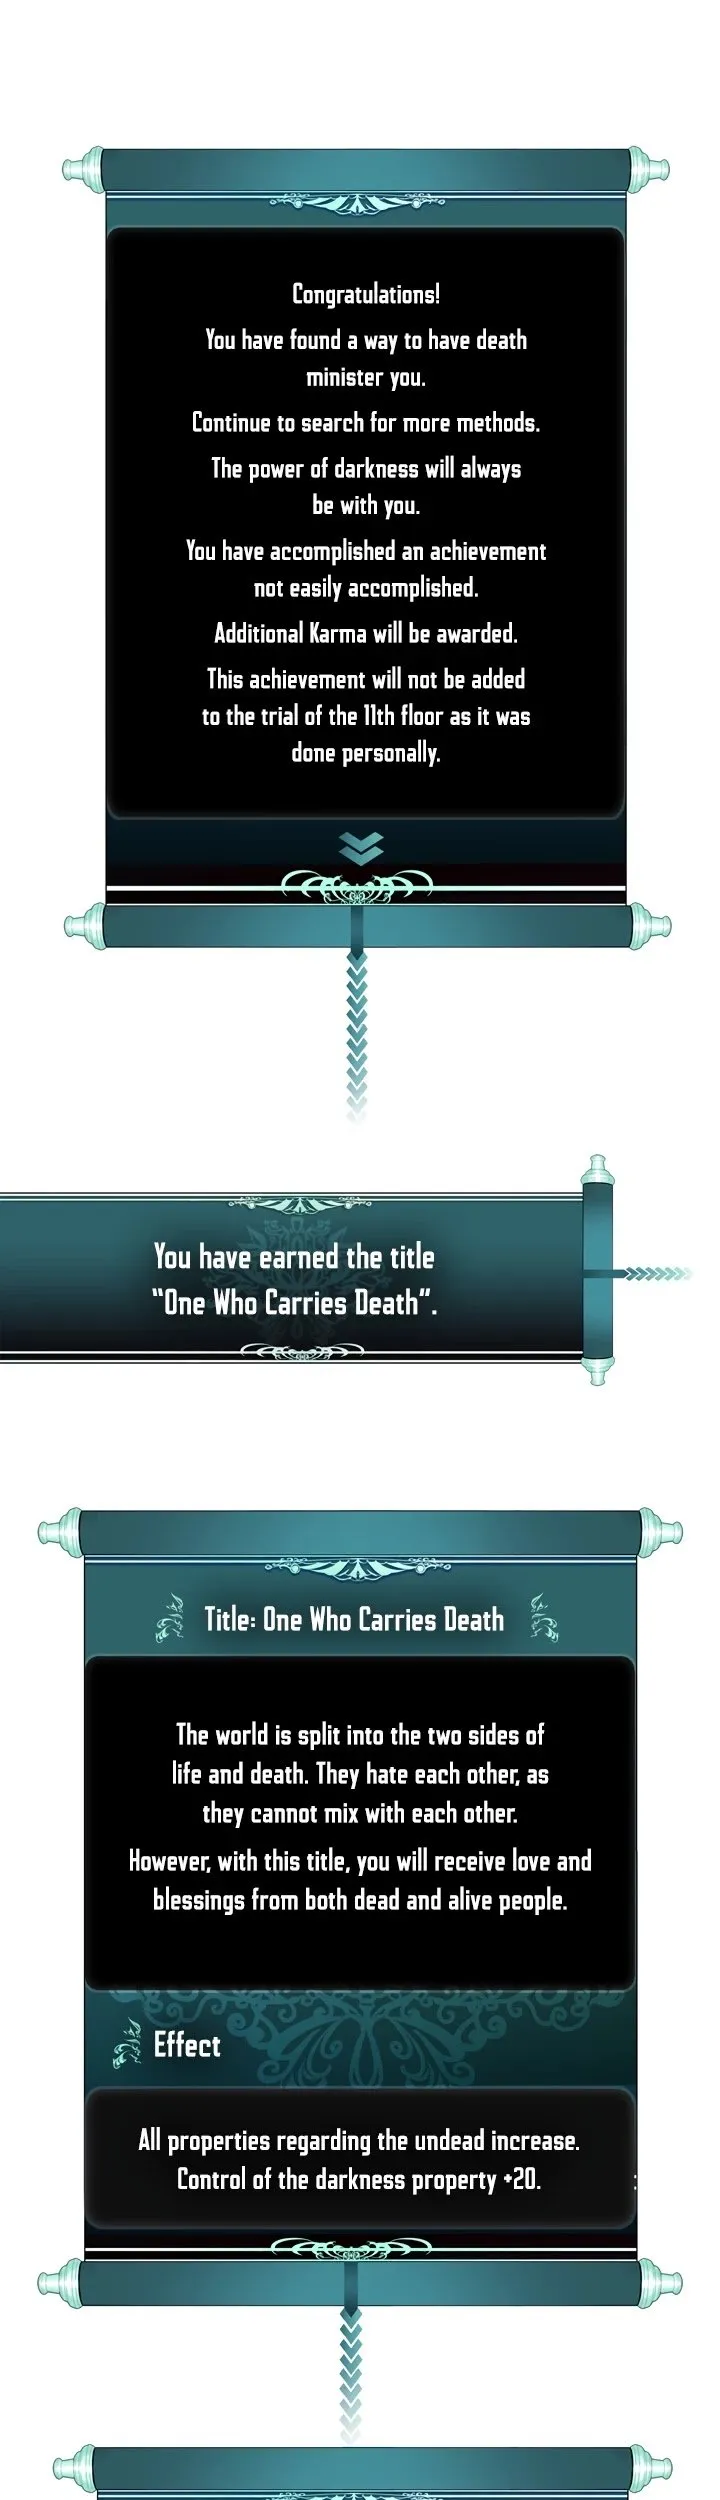 Congratulations!
You have found a way to have death
minister you.
Continue to search for more methods.
The power of darkness will always
be with you.
You have accomplished an achievement
not easily accomplished.
Additional Karma will be awarded.
This achievement will not be added
to the trial of the 11th floor as it was
done personally.
You have earned the title
"One Who Carries Death".
Title: One Who Carries Death
The world is split into the two sides of
life and death. They hate each other, as
they cannot mix with each other.
However, with this title, you will receive love and
blessings from both dead and alive people.
Effect
All properties regarding the undead increase.
Control of the darkness property +20.
: